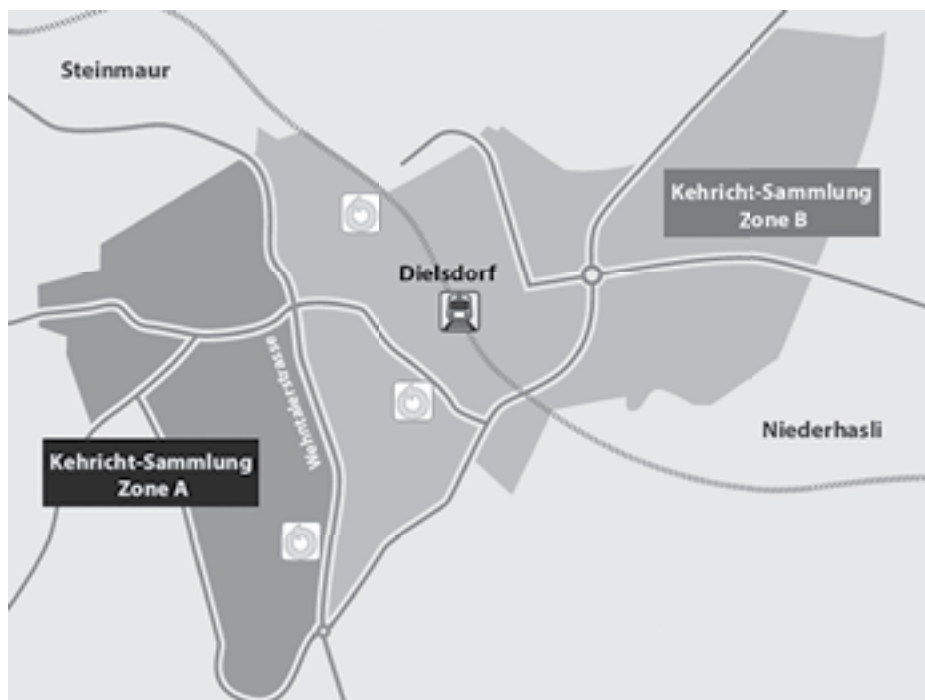 Steinmaur
Kehricht-Sammlung
Zone B
Dielsdorf
Wehntalerstrasse
Niederhasli
Kehricht-Sammlung
Zone A